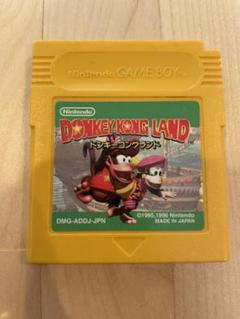 Nintendo GAME BOY
Nintendo
DONKEY KONG LAND
ドンキーコングランド
DMG-ADDJ-JPN
©1995,1996 Nintendo
MADE IN JAPAN